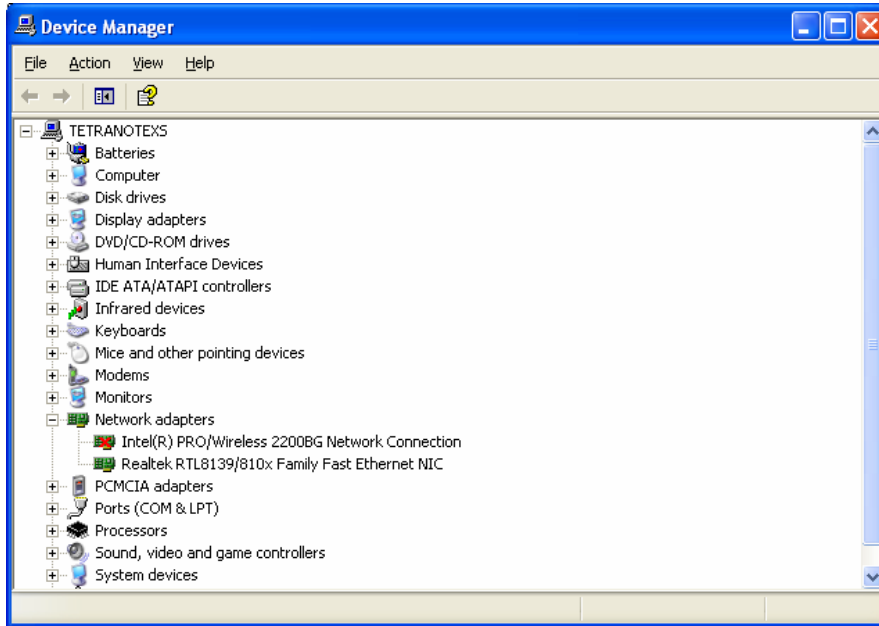 Device Manager
File Action View Help
TETRANOTEXS
Batteries
Computer
Disk drives
Display adapters
DVD/CD-ROM drives
Human Interface Devices
IDE ATA/ATAPI controllers
Infrared devices
Keyboards
Mice and other pointing devices
Modems
Monitors
Network adapters
Intel(R) PRO/Wireless 2200BG Network Connection
Realtek RTL8139/810x Family Fast Ethernet NIC
PCMCIA adapters
Ports (COM & LPT)
Processors
Sound, video and game controllers
System devices